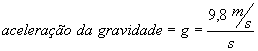 aceleração da gravidade = g = (9,8 m/s)/s